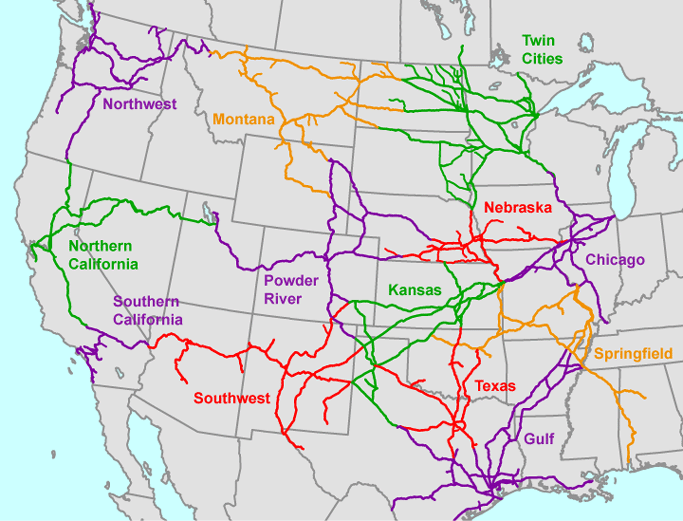 Twin
Cities
Northwest
Montana
Nebraska
Northern
California
Chicago
Powder
River
Kansas
Southern
California
Springfield
Southwest
Texas
Gulf